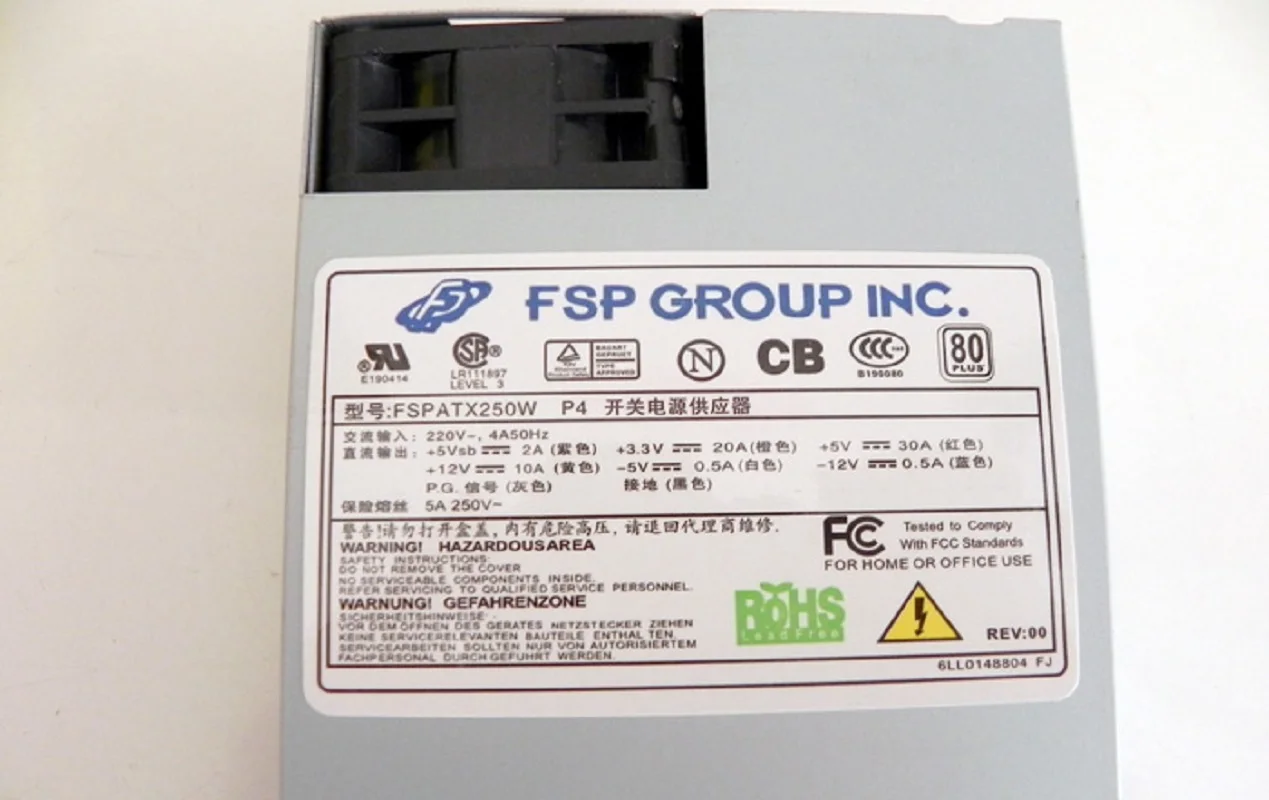 FSP GROUP INC.
E190414
LR111897
LEVEL 3
BAUART
GEPRUFT
TYPE
APPROVED
N
CB
CCC
B195080
80
PLUS
型号:FSPATX250W P4 开关电源供应器
交流输入: 220V~, 4A50Hz
直流输出: +5Vsb 2A (紫色) +3.3V 20A(橙色) +5V 30A (红色)
+12V 10A (黄色) -5V 0.5A (白色) -12V 0.5A (蓝色)
P.G. 信号 (灰色) 接地 (黑色)
保险熔丝 5A 250V~
警告!请勿打开盒盖, 内有危险高压, 请退回代理商维修.
WARNING! HAZARDOUSAREA
SAFETY INSTRUCTIONS:
DO NOT REMOVE THE COVER
NO SERVICEABLE COMPONENTS INSIDE.
REFER SERVICING TO QUALIFIED SERVICE PERSONNEL.
WARNUNG! GEFAHRENZONE
SICHERHEITSHINWEISE:
VOR DEM ÖFFNEN DES GERATES NETZSTECKER ZIEHEN
KEINE SERVICERELEVANTEN BAUTEILE ENTHALTEN.
SERVICEARBEITEN SOLLTEN NUR VON AUTORISIERTEM
FACHPERSONAL DURCH GEFUHRT WERDEN.
FC Tested to Comply
With FCC Standards
FOR HOME OR OFFICE USE
RoHS
Lead Free
REV:00
6LL0148804 FJ